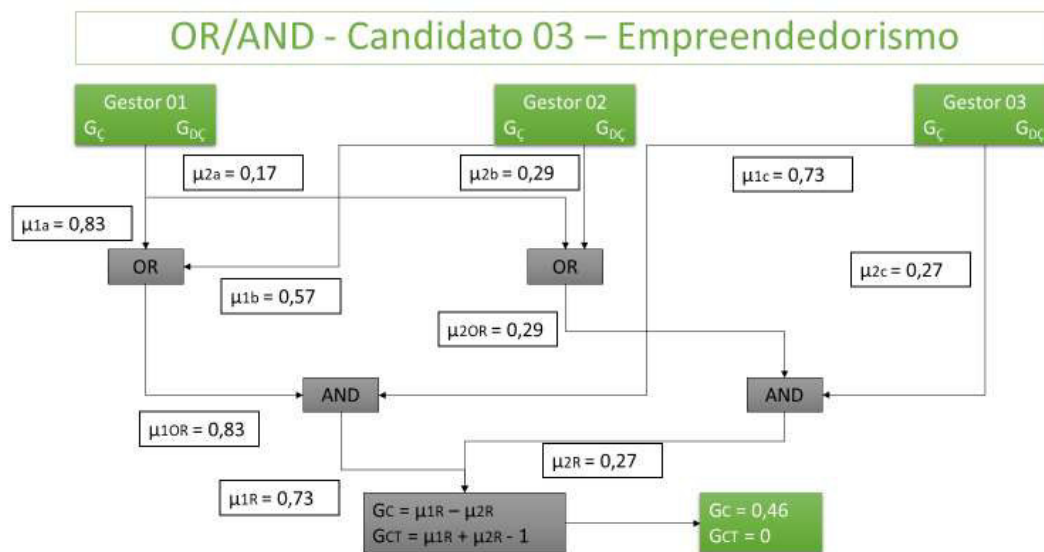 OR/AND - Candidato 03 – Empreendedorismo
Gestor 01
GÇ GDÇ
Gestor 02
GÇ GDÇ
Gestor 03
GÇ GDÇ
μ2a = 0,17
μ2b = 0,29
μ1c = 0,73
μ1a = 0,83
OR
OR
μ2c = 0,27
μ1b = 0,57
μ2OR = 0,29
AND
AND
μ1OR = 0,83
μ2R = 0,27
μ1R = 0,73
GC = μ1R – μ2R
GCT = μ1R + μ2R - 1
GC = 0,46
GCT = 0